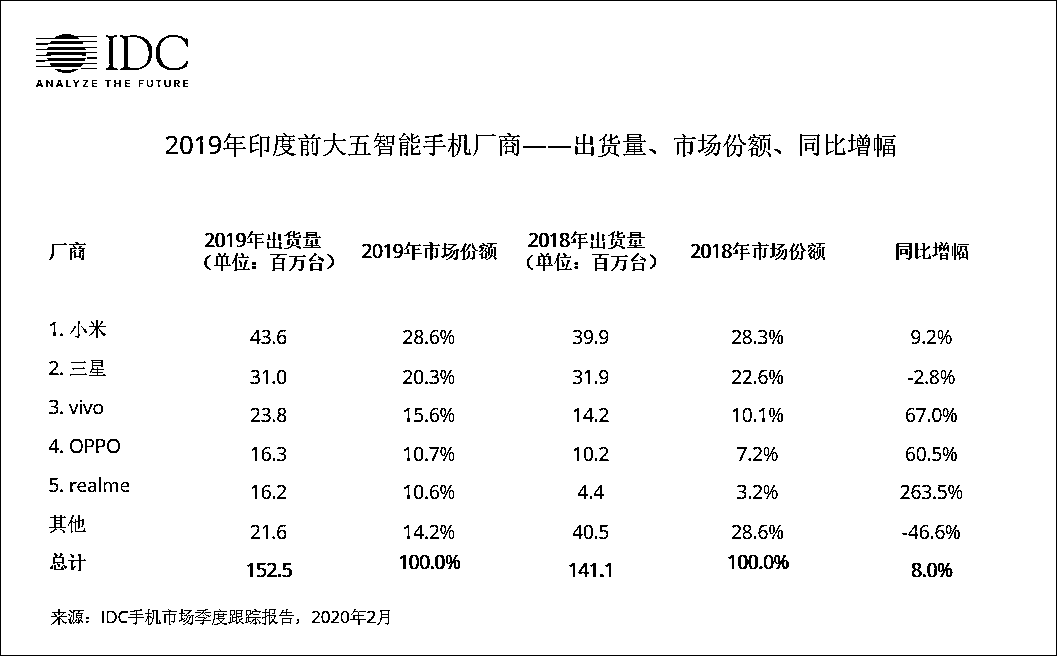 IDC
ANALYZE THE FUTURE
2019年印度前大五智能手机厂商——出货量、市场份额、同比增幅
厂商 2019年出货量（单位：百万台） 2019年市场份额 2018年出货量（单位：百万台） 2018年市场份额 同比增幅
1. 小米 43.6 28.6% 39.9 28.3% 9.2%
2. 三星 31.0 20.3% 31.9 22.6% -2.8%
3. vivo 23.8 15.6% 14.2 10.1% 67.0%
4. OPPO 16.3 10.7% 10.2 7.2% 60.5%
5. realme 16.2 10.6% 4.4 3.2% 263.5%
其他 21.6 14.2% 40.5 28.6% -46.6%
总计 152.5 100.0% 141.1 100.0% 8.0%
来源：IDC手机市场季度跟踪报告，2020年2月